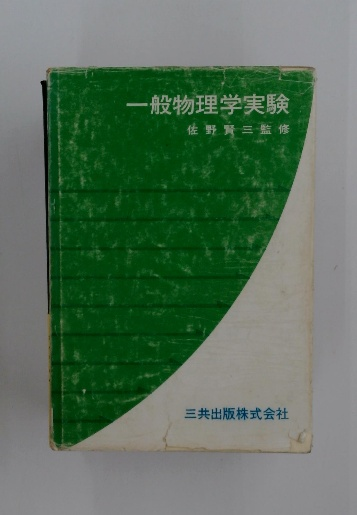 一般物理学実験
佐野賢三監修
三共出版株式会社